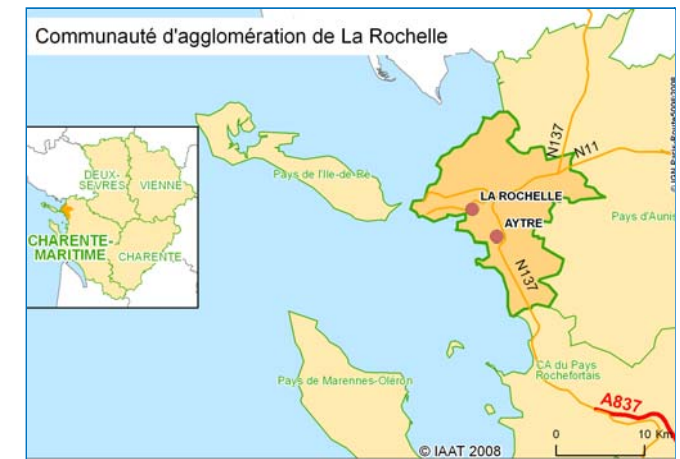 Communauté d'agglomération de La Rochelle
DEUX-
SEVRES
VIENNE
CHARENTE-
MARITIME
CHARENTE
Pays de l'Ile-de-Ré
N137
N11
LA ROCHELLE
AYTRE
N137
Pays d'Aunis
Pays de Marennes-Oléron
CA du Pays
Rochefortais
A837
0 10 Km
© IAAT 2008